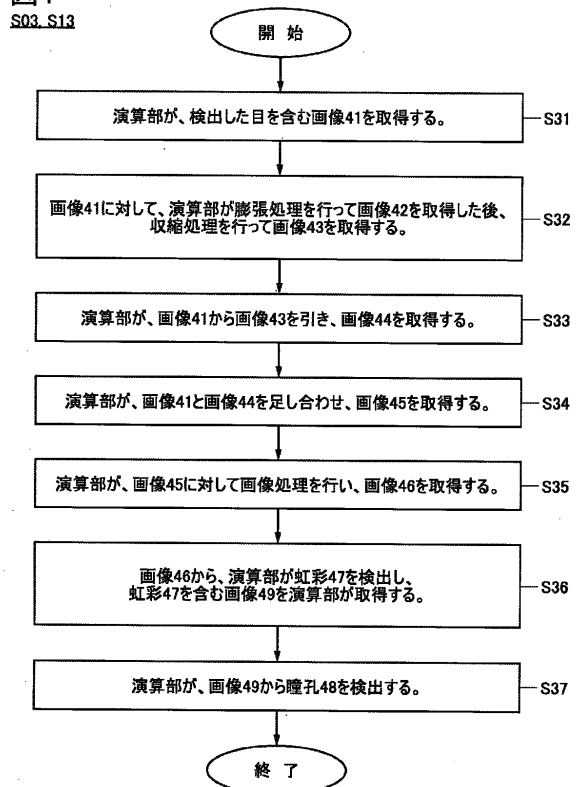 S03, S13
開 始
演算部が、検出した目を含む画像41を取得する。
S31
画像41に対して、演算部が膨張処理を行って画像42を取得した後、
収縮処理を行って画像43を取得する。
S32
演算部が、画像41から画像43を引き、画像44を取得する。
S33
演算部が、画像41と画像44を足し合わせ、画像45を取得する。
S34
演算部が、画像45に対して画像処理を行い、画像46を取得する。
S35
画像46から、演算部が虹彩47を検出し、
虹彩47を含む画像49を演算部が取得する。
S36
演算部が、画像49から瞳孔48を検出する。
S37
終 了